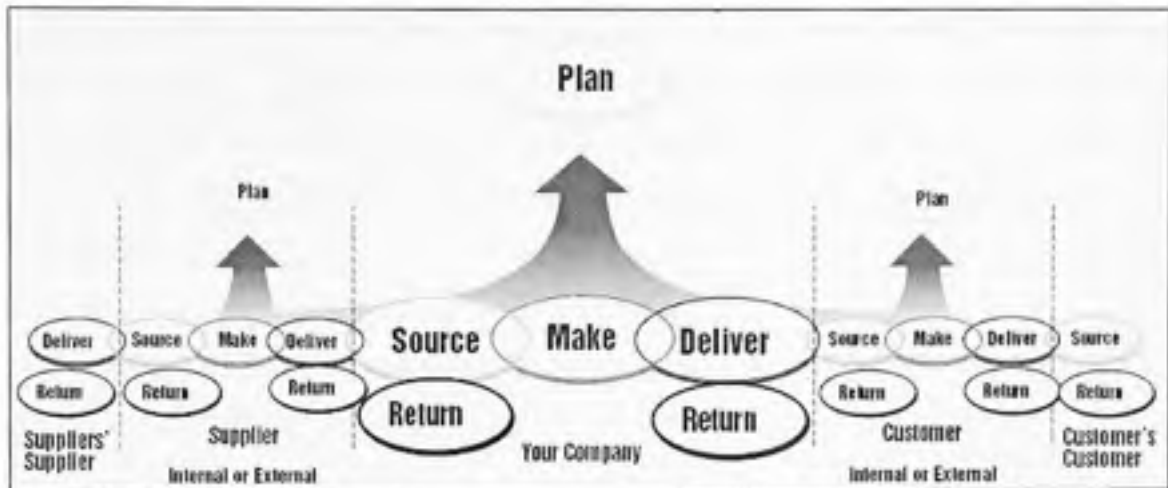 Plan
Plan
Plan
Deliver Source Make Deliver Source Make Deliver Source Make Deliver Source
Return Return Return Return Return Return Return Return
Suppliers' Supplier Your Company Customer Customer's
Supplier Customer
Internal or External Internal or External